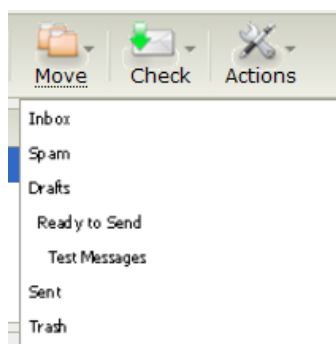 Move Check Actions
Inbox
Spam
Drafts
Ready to Send
Test Messages
Sent
Trash